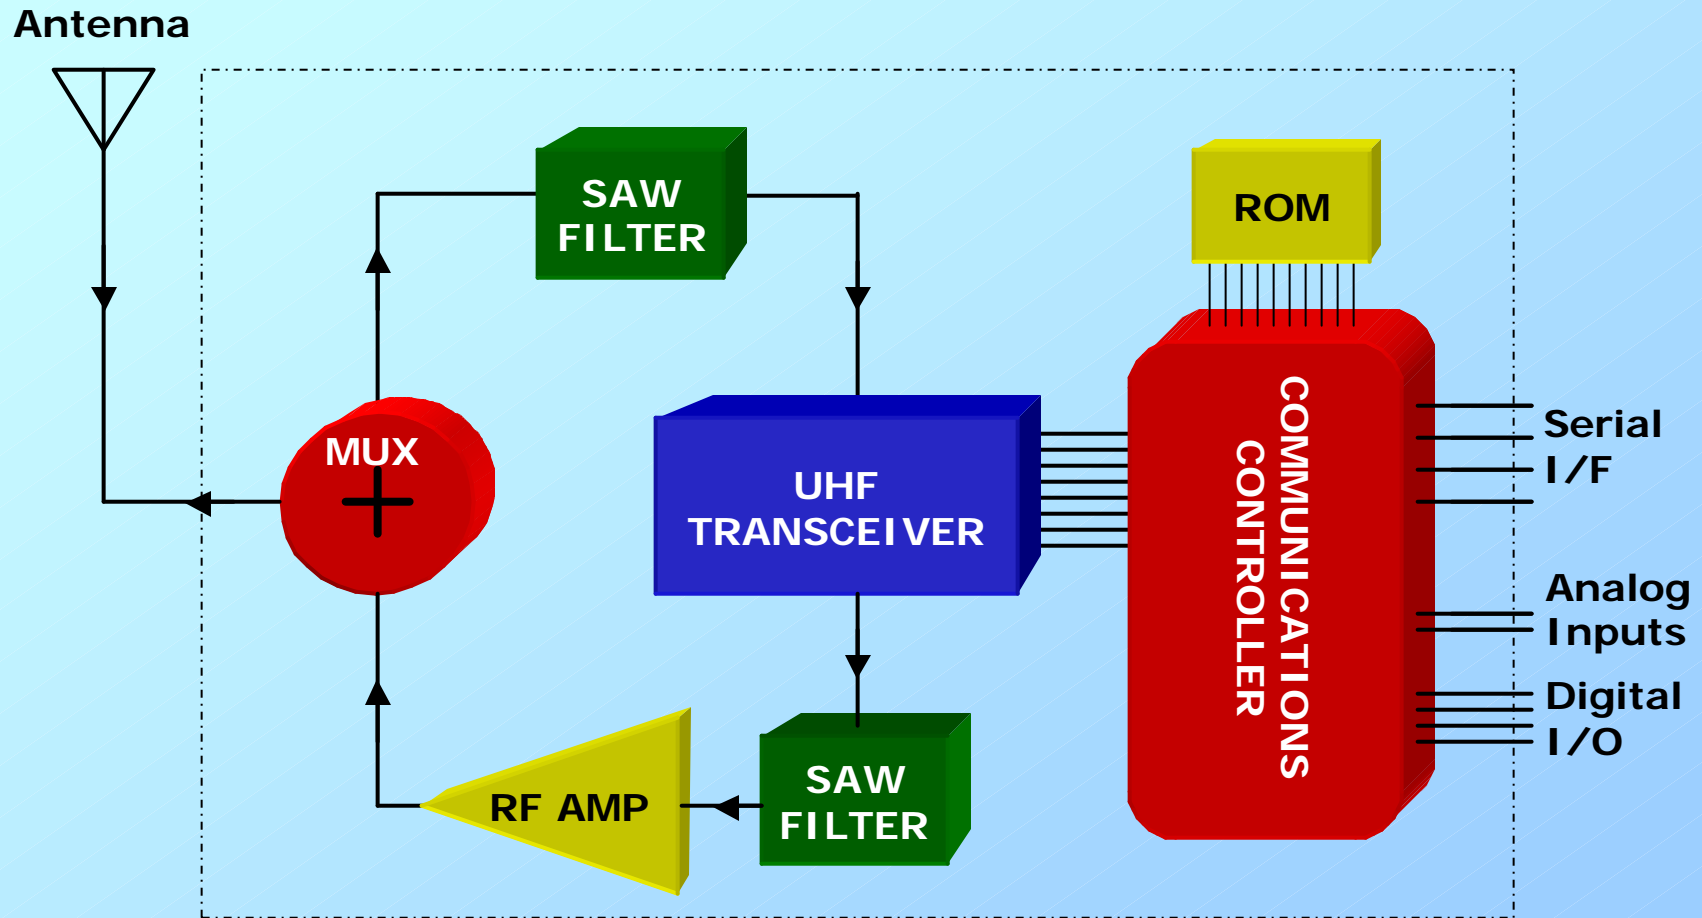 Antenna
SAW
FILTER
ROM
MUX
UHF
TRANSCEIVER
COMMUNICATIONS
CONTROLLER
Serial
I/F
Analog
Inputs
Digital
I/O
RF AMP
SAW
FILTER